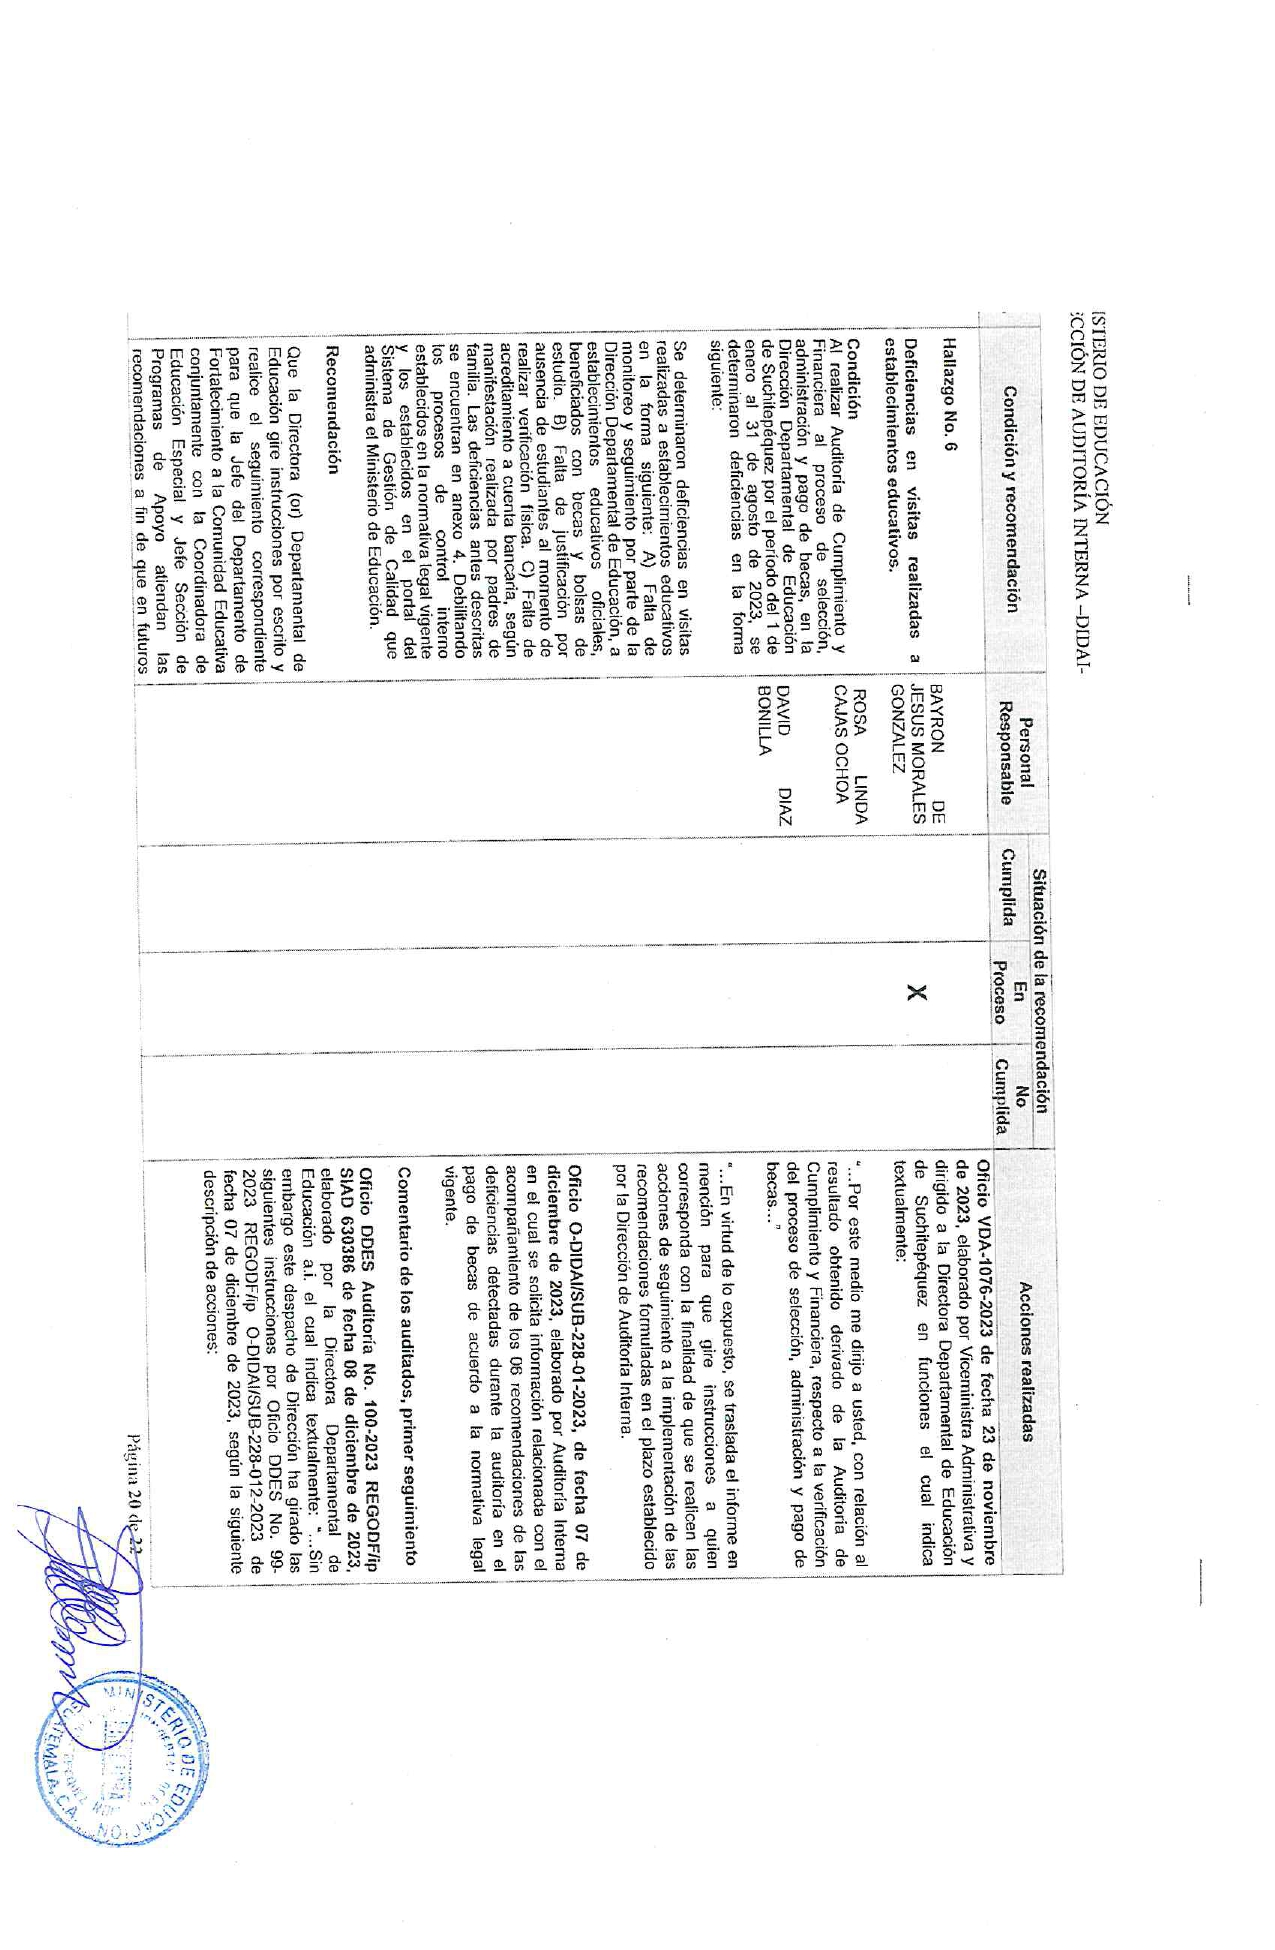 ISTERIO DE EDUCACIÓN
CCIÓN DE AUDITORÍA INTERNA –DIDAI-
Condición y recomendación
Personal
Responsable
Situación de la recomendación
Cumplida
En
Proceso
No
Cumplida
Acciones realizadas
Hallazgo No. 6
Deficiencias en visitas realizadas a
establecimientos educativos.
Condición
Al realizar Auditoría de Cumplimiento y
Financiera al proceso de selección,
administración y pago de becas, en la
Dirección Departamental de Educación
de Suchitepéquez por el período del 1 de
enero al 31 de agosto de 2023, se
determinaron deficiencias en la forma
siguiente:
Se determinaron deficiencias en visitas
realizadas a establecimientos educativos
en la forma siguiente: A) Falta de
monitoreo y seguimiento por parte de la
Dirección Departamental de Educación, a
establecimientos educativos oficiales,
beneficiados con becas y bolsas de
estudio. B) Falta de justificación por
ausencia de estudiantes al momento de
realizar verificación física. C) Falta de
acreditamiento a cuenta bancaria, según
manifestación realizada por padres de
familia. Las deficiencias antes descritas
se encuentran en anexo 4. Debilitando
los procesos de control interno
establecidos en la normativa legal vigente
y los establecidos en el portal del
Sistema de Gestión de Calidad que
administra el Ministerio de Educación.
Recomendación
Que la Directora (or) Departamental de
Educación gire instrucciones por escrito y
realice el seguimiento correspondiente
para que la Jefe del Departamento de
Fortalecimiento a la Comunidad Educativa
conjuntamente con la Coordinadora de
Educación Especial y Jefe Sección de
Programas de Apoyo atiendan las
recomendaciones a fin de que en futuros
BAYRON DE
JESUS MORALES
GONZALEZ
ROSA LINDA
CAJAS OCHOA
DAVID DIAZ
BONILLA
X
Oficio VDA-1076-2023 de fecha 23 de noviembre
de 2023, elaborado por Viceministra Administrativa y
dirigido a la Directora Departamental de Educación
de Suchitepéquez en funciones el cual indica
textualmente:
“…Por este medio me dirijo a usted, con relación al
resultado obtenido derivado de la Auditoría de
Cumplimiento y Financiera, respecto a la verificación
del proceso de selección, administración y pago de
becas…”
“…En virtud de lo expuesto, se traslada el informe en
mención para que gire instrucciones a quien
corresponda con la finalidad de que se realicen las
acciones de seguimiento a la implementación de las
recomendaciones formuladas en el plazo establecido
por la Dirección de Auditoría Interna.
Oficio O-DIDAI/SUB-228-01-2023, de fecha 07 de
diciembre de 2023, elaborado por Auditoría Interna
en el cual se solicita información relacionada con el
acompañamiento de los 06 recomendaciones de las
deficiencias detectadas durante la auditoría en el
pago de becas de acuerdo a la normativa legal
vigente.
Comentario de los auditados, primer seguimiento
Oficio DDES Auditoría No. 100-2023 REGODF/ip
SIAD 630386 de fecha 08 de diciembre de 2023,
elaborado por la Directora Departamental de
Educación a.i. el cual indica textualmente: “…Sin
embargo este despacho de Dirección ha girado las
siguientes instrucciones por Oficio DDES No. 99-
2023 REGODF/ip O-DIDAI/SUB-228-012-2023 de
fecha 07 de diciembre de 2023, según la siguiente
descripción de acciones:
Página 20 de 22
MINISTERIO DE EDUCACIÓN
GUATEMALA, C.A.